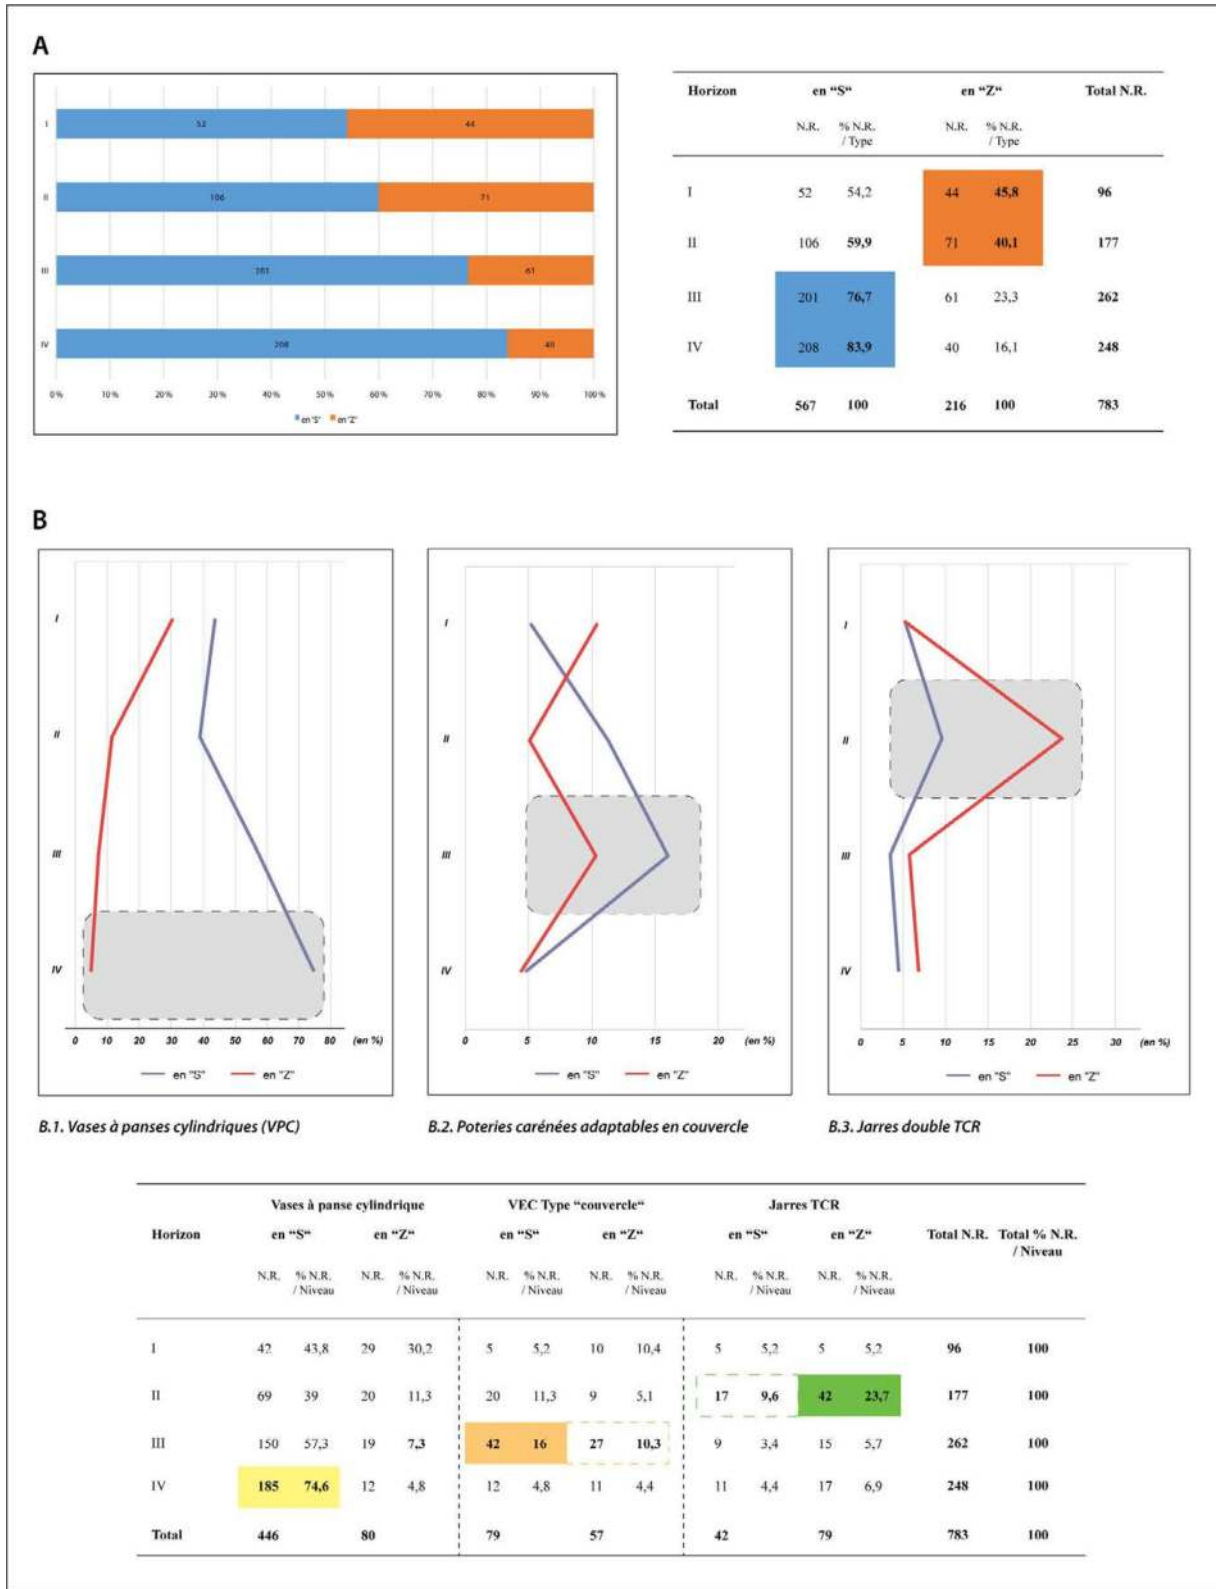 A
I 52 44
II 106 71
III 201 61
IV 208 40
0% 10% 20% 30% 40% 50% 60% 70% 80% 90% 100%
en "S" en "Z"
Horizon en “S“ en “Z“ Total N.R.
N.R. % N.R. / Type N.R. % N.R. / Type
I 52 54,2 44 45,8 96
II 106 59,9 71 40,1 177
III 201 76,7 61 23,3 262
IV 208 83,9 40 16,1 248
Total 567 100 216 100 783
B
I
II
III
IV
0 10 20 30 40 50 60 70 80 (en %)
en "S" en "Z"
B.1. Vases à panses cylindriques (VPC)
I
II
III
IV
0 5 10 15 20 (en %)
en "S" en "Z"
B.2. Poteries carénées adaptables en couvercle
I
II
III
IV
0 5 10 15 20 25 30 (en %)
en "S" en "Z"
B.3. Jarres double TCR
Vases à panse cylindrique VEC Type “couvercle“ Jarres TCR
Horizon en “S“ en “Z“ en “S“ en “Z“ en “S“ en “Z“ Total N.R. Total % N.R. / Niveau
N.R. % N.R. / Niveau N.R. % N.R. / Niveau N.R. % N.R. / Niveau N.R. % N.R. / Niveau N.R. % N.R. / Niveau N.R. % N.R. / Niveau
I 42 43,8 29 30,2 5 5,2 10 10,4 5 5,2 5 5,2 96 100
II 69 39 20 11,3 20 11,3 9 5,1 17 9,6 42 23,7 177 100
III 150 57,3 19 7,3 42 16 27 10,3 9 3,4 15 5,7 262 100
IV 185 74,6 12 4,8 12 4,8 11 4,4 11 4,4 17 6,9 248 100
Total 446 80 79 57 42 79 783 100